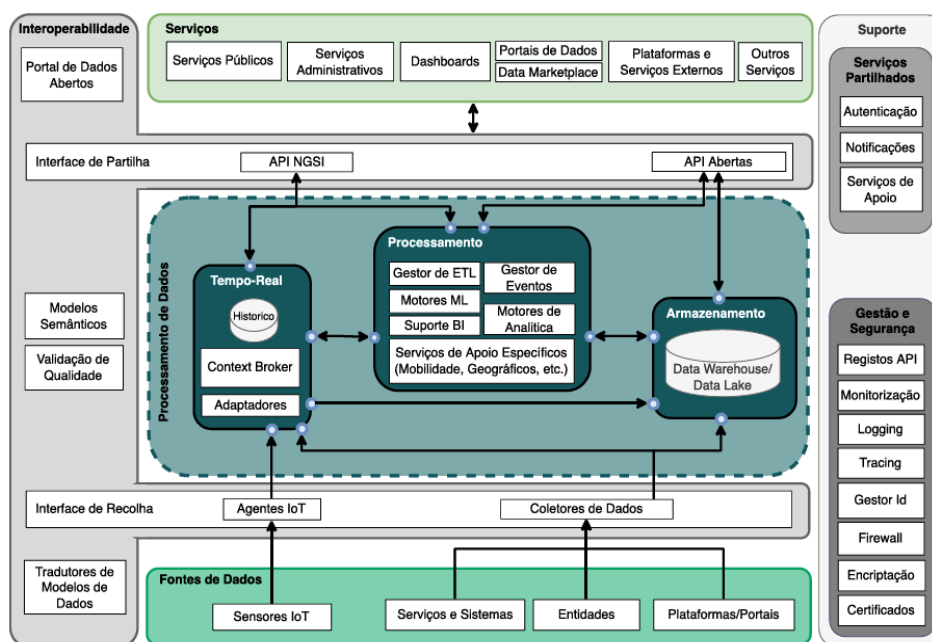 Interoperabilidade
Portal de Dados
Abertos
Serviços
Serviços Públicos
Serviços
Administrativos
Dashboards
Portais de Dados
Data Marketplace
Plataformas e
Serviços Externos
Outros
Serviços
Suporte
Serviços
Partilhados
Autenticação
Notificações
Serviços de
Apoio
Interface de Partilha
API NGSI
API Abertas
Processamento de Dados
Tempo-Real
Historico
Context Broker
Adaptadores
Processamento
Gestor de ETL
Motores ML
Suporte BI
Gestor de
Eventos
Motores de
Analitica
Serviços de Apoio Específicos
(Mobilidade, Geográficos, etc.)
Armazenamento
Data Warehouse/
Data Lake
Modelos
Semânticos
Validação de
Qualidade
Gestão e
Segurança
Registos API
Monitorização
Logging
Tracing
Gestor Id
Firewall
Encriptação
Certificados
Interface de Recolha
Agentes IoT
Coletores de Dados
Tradutores de
Modelos de
Dados
Fontes de Dados
Sensores IoT
Serviços e Sistemas
Entidades
Plataformas/Portais